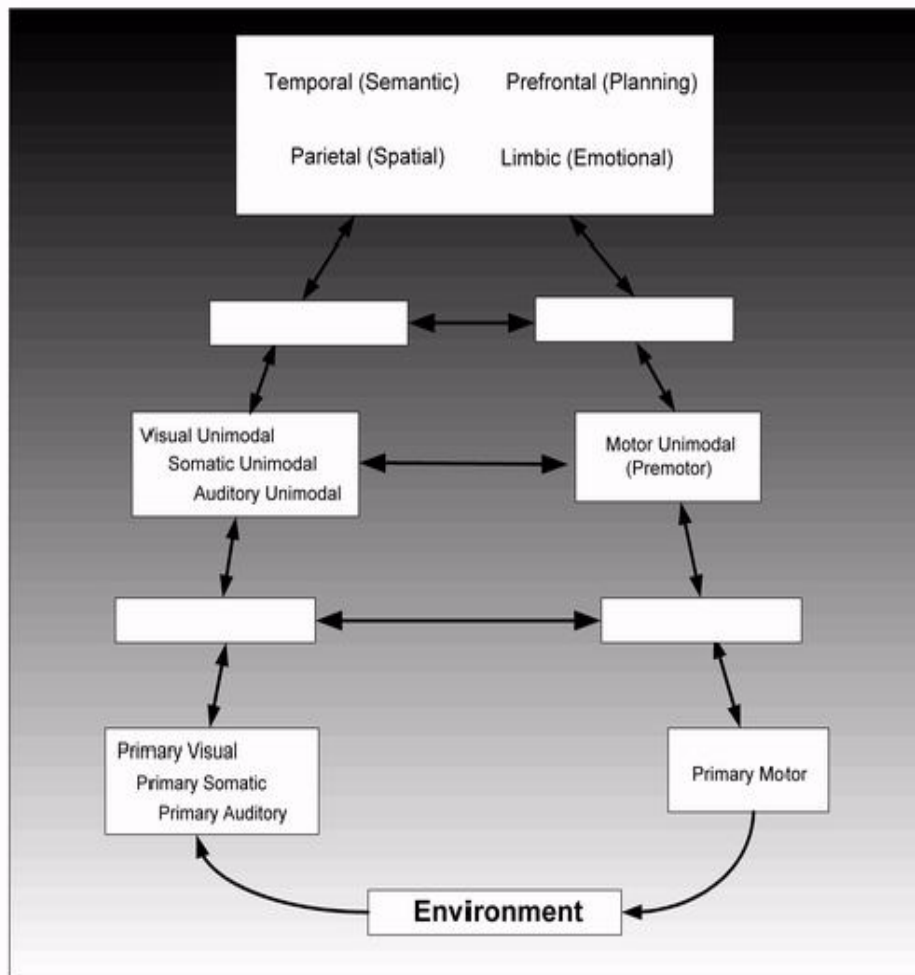 Temporal (Semantic) Prefrontal (Planning)
Parietal (Spatial) Limbic (Emotional)
Visual Unimodal
Somatic Unimodal
Auditory Unimodal
Motor Unimodal
(Premotor)
Primary Visual
Primary Somatic
Primary Auditory
Primary Motor
Environment